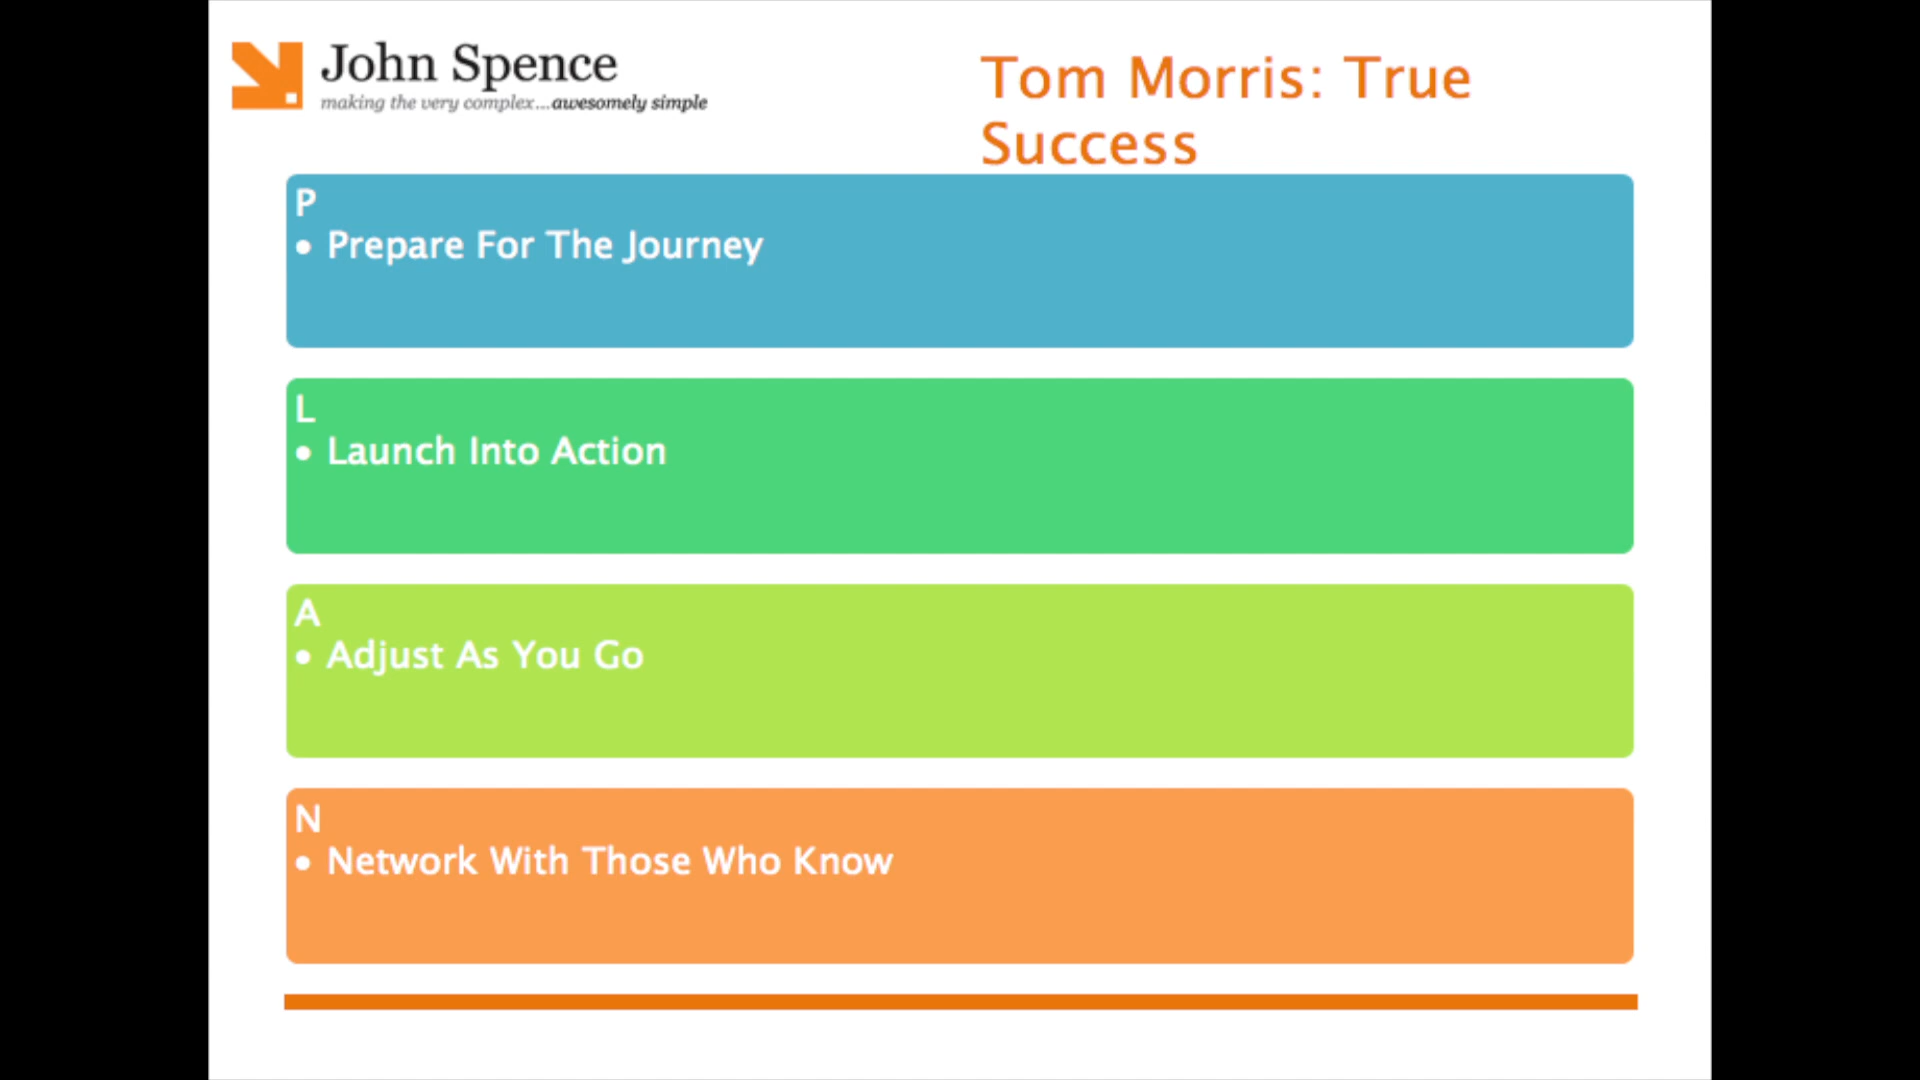 John Spence
making the very complex...awesomely simple
Tom Morris: True
Success
P
• Prepare For The Journey
L
• Launch Into Action
A
• Adjust As You Go
N
• Network With Those Who Know